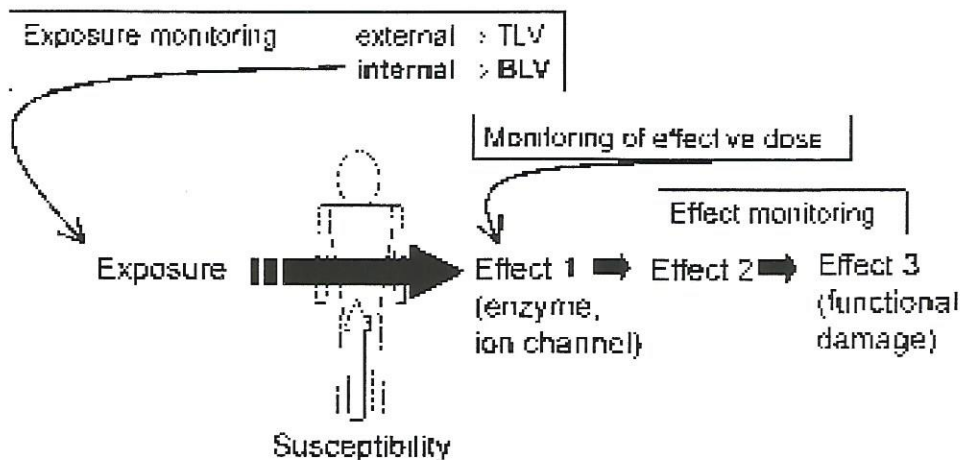 Exposure monitoring external > TLV
internal > BLV
Monitoring of effective dose
Effect monitoring
Exposure
Effect 1
(enzyme,
ion channel)
Effect 2
Effect 3
(functional
damage)
Susceptibility